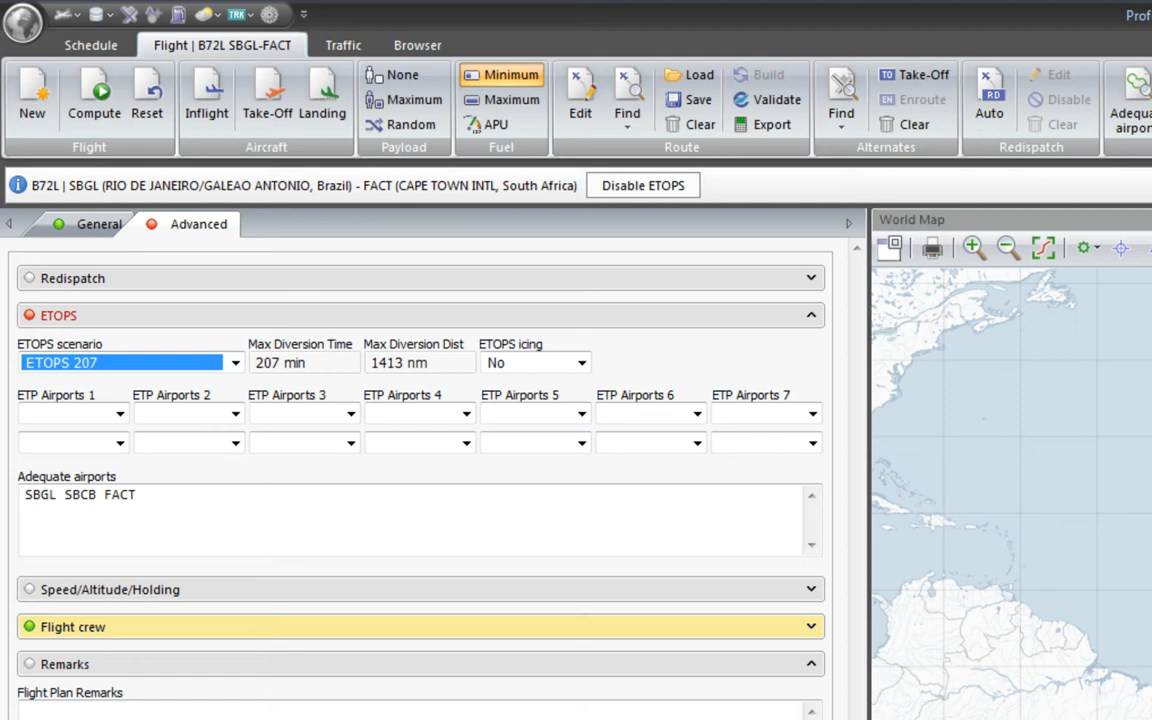 TRK
Prof
Schedule
Flight | B72L SBGL-FACT
Traffic
Browser
None
Minimum
Load
Build
TO Take-Off
Edit
Maximum
Maximum
Save
Validate
EN Enroute
RD
Disable
New
Compute
Reset
Inflight
Take-Off
Landing
Random
APU
Edit
Find
Clear
Export
Find
Clear
Auto
Clear
Adequa
airpor
Flight
Aircraft
Payload
Fuel
Route
Alternates
Redispatch
B72L | SBGL (RIO DE JANEIRO/GALEAO ANTONIO, Brazil) - FACT (CAPE TOWN INTL, South Africa)
Disable ETOPS
General
Advanced
World Map
Redispatch
ETOPS
ETOPS scenario
Max Diversion Time
Max Diversion Dist
ETOPS icing
ETOPS 207
207 min
1413 nm
No
ETP Airports 1
ETP Airports 2
ETP Airports 3
ETP Airports 4
ETP Airports 5
ETP Airports 6
ETP Airports 7
Adequate airports
SBGL SBCB FACT
Speed/Altitude/Holding
Flight crew
Remarks
Flight Plan Remarks